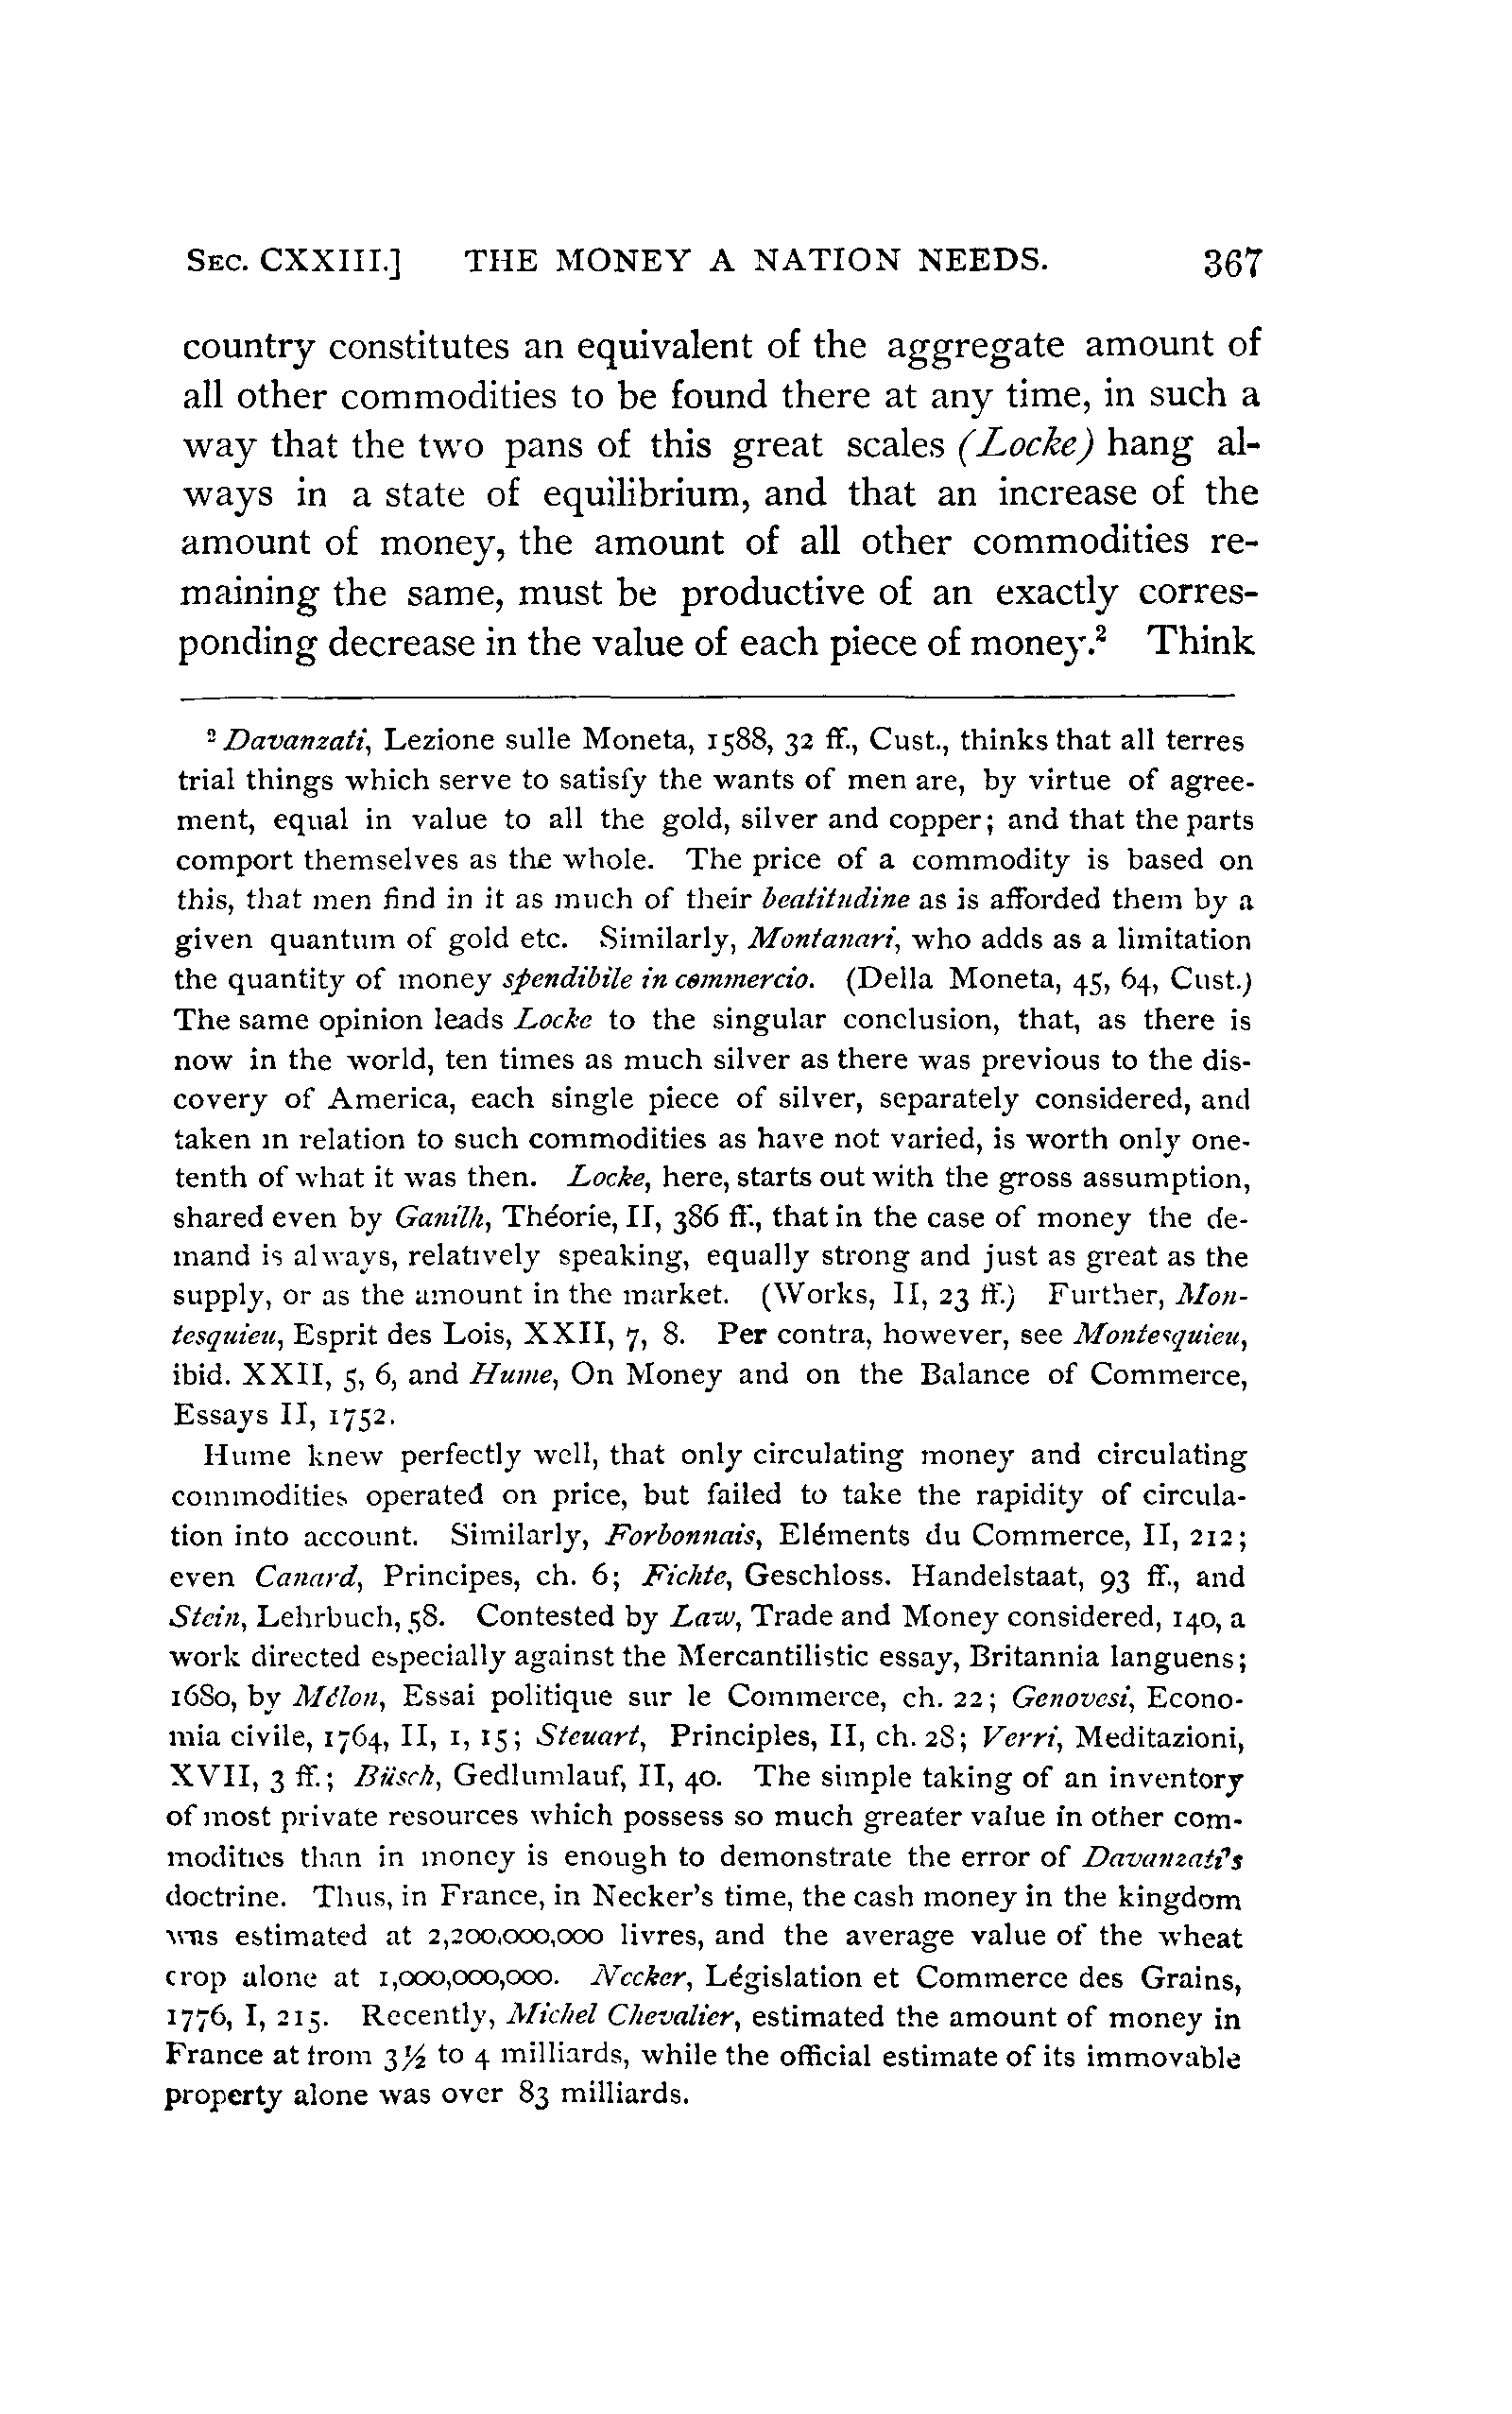 SEC. CXXIII.] THE MONEY A NATION NEEDS. 367
country constitutes an equivalent of the aggregate amount of
all other commodities to be found there at any time, in such a
way that the two pans of this great scales (Locke) hang al-
ways in a state of equilibrium, and that an increase of the
amount of money, the amount of all other commodities re-
maining the same, must be productive of an exactly corres-
ponding decrease in the value of each piece of money.² Think
² Davanzati, Lezione sulle Moneta, 1588, 32 ff., Cust., thinks that all terres
trial things which serve to satisfy the wants of men are, by virtue of agree-
ment, equal in value to all the gold, silver and copper; and that the parts
comport themselves as the whole. The price of a commodity is based on
this, that men find in it as much of their beatitudine as is afforded them by a
given quantum of gold etc. Similarly, Montanari, who adds as a limitation
the quantity of money spendibile in commercio. (Della Moneta, 45, 64, Cust.)
The same opinion leads Locke to the singular conclusion, that, as there is
now in the world, ten times as much silver as there was previous to the dis-
covery of America, each single piece of silver, separately considered, and
taken in relation to such commodities as have not varied, is worth only one-
tenth of what it was then. Locke, here, starts out with the gross assumption,
shared even by Ganilh, Théorie, II, 386 ff., that in the case of money the de-
mand is always, relatively speaking, equally strong and just as great as the
supply, or as the amount in the market. (Works, II, 23 ff.) Further, Mon-
tesquieu, Esprit des Lois, XXII, 7, 8. Per contra, however, see Montesquieu,
ibid. XXII, 5, 6, and Hume, On Money and on the Balance of Commerce,
Essays II, 1752.
Hume knew perfectly well, that only circulating money and circulating
commodities operated on price, but failed to take the rapidity of circula-
tion into account. Similarly, Forbonnais, Eléments du Commerce, II, 212;
even Canard, Principes, ch. 6; Fichte, Geschloss. Handelstaat, 93 ff., and
Stein, Lehrbuch, 58. Contested by Law, Trade and Money considered, 140, a
work directed especially against the Mercantilistic essay, Britannia languens;
1680, by Mélon, Essai politique sur le Commerce, ch. 22; Genovesi, Econo-
mia civile, 1764, II, 1, 15; Steuart, Principles, II, ch. 28; Verri, Meditazioni,
XVII, 3 ff.; Büsch, Gedlumlauf, II, 40. The simple taking of an inventory
of most private resources which possess so much greater value in other com-
modities than in money is enough to demonstrate the error of Davanzati's
doctrine. Thus, in France, in Necker's time, the cash money in the kingdom
was estimated at 2,200,000,000 livres, and the average value of the wheat
crop alone at 1,000,000,000. Necker, Législation et Commerce des Grains,
1776, I, 215. Recently, Michel Chevalier, estimated the amount of money in
France at from 3½ to 4 milliards, while the official estimate of its immovable
property alone was over 83 milliards.